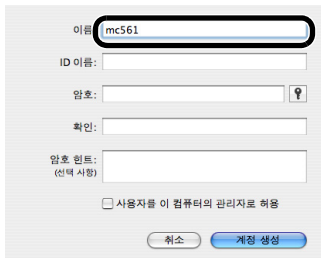 이름: mc561
ID 이름:
암호:
확인:
암호 힌트:
(선택 사항)
사용자를 이 컴퓨터의 관리자로 허용
취소 계정 생성